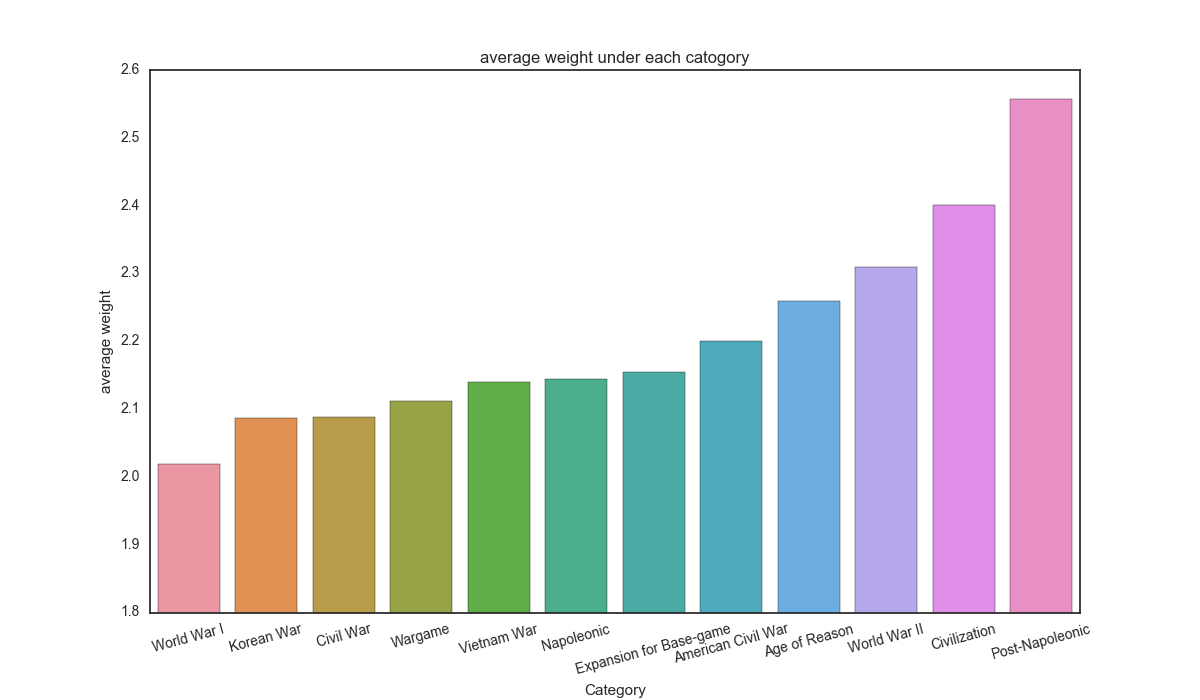 average weight under each catogory
2.6
2.5
2.4
2.3
2.2
2.1
2.0
1.9
1.8
average weight
World War I
Korean War
Civil War
Wargame
Vietnam War
Napoleonic
Expansion for Base-game
American Civil War
Age of Reason
World War II
Civilization
Post-Napoleonic
Category